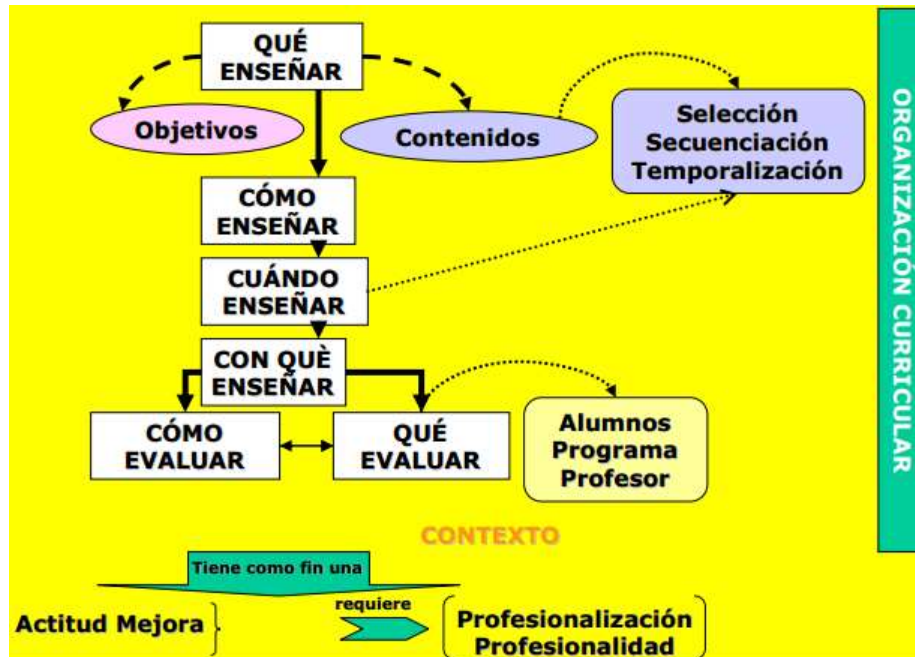 QUÉ
ENSEÑAR
Objetivos
Contenidos
Selección
Secuenciación
Temporalización
CÓMO
ENSEÑAR
CUÁNDO
ENSEÑAR
CON QUÈ
ENSEÑAR
CÓMO
EVALUAR
QUÉ
EVALUAR
Alumnos
Programa
Profesor
CONTEXTO
Tiene como fin una
Actitud Mejora
requiere
Profesionalización
Profesionalidad
ORGANIZACIÓN CURRICULAR